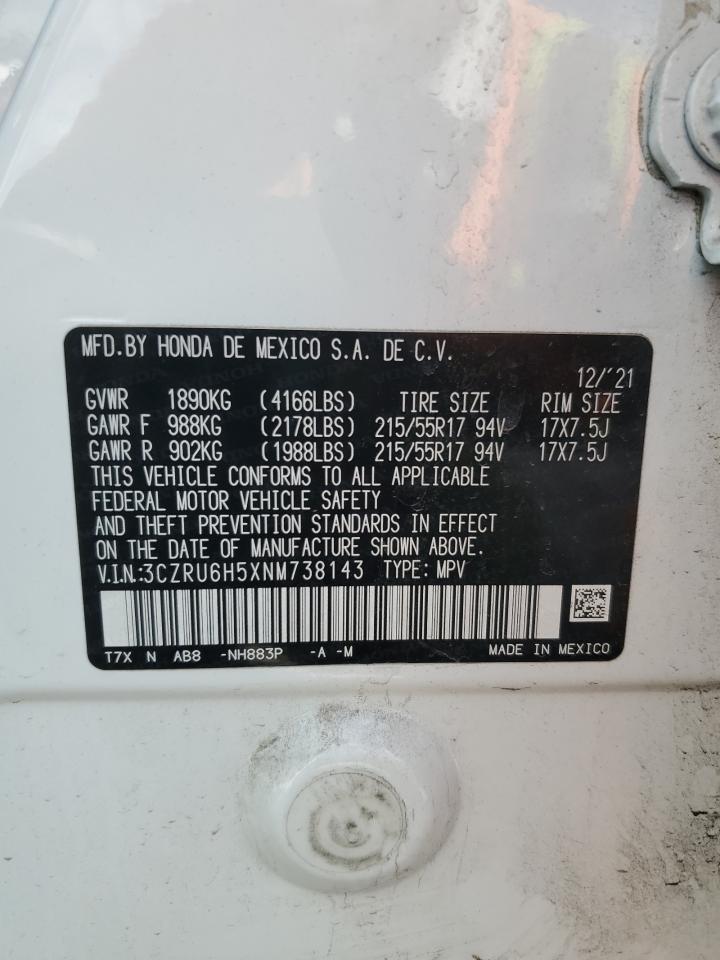 MFD.BY HONDA DE MEXICO S.A. DE C.V.
12/'21
GVWR 1890KG (4166LBS) TIRE SIZE RIM SIZE
GAWR F 988KG (2178LBS) 215/55R17 94V 17X7.5J
GAWR R 902KG (1988LBS) 215/55R17 94V 17X7.5J
THIS VEHICLE CONFORMS TO ALL APPLICABLE
FEDERAL MOTOR VEHICLE SAFETY
AND THEFT PREVENTION STANDARDS IN EFFECT
ON THE DATE OF MANUFACTURE SHOWN ABOVE.
V.I.N.:3CZRU6H5XNM738143 TYPE: MPV
T7X N AB8 -NH883P -A -M MADE IN MEXICO